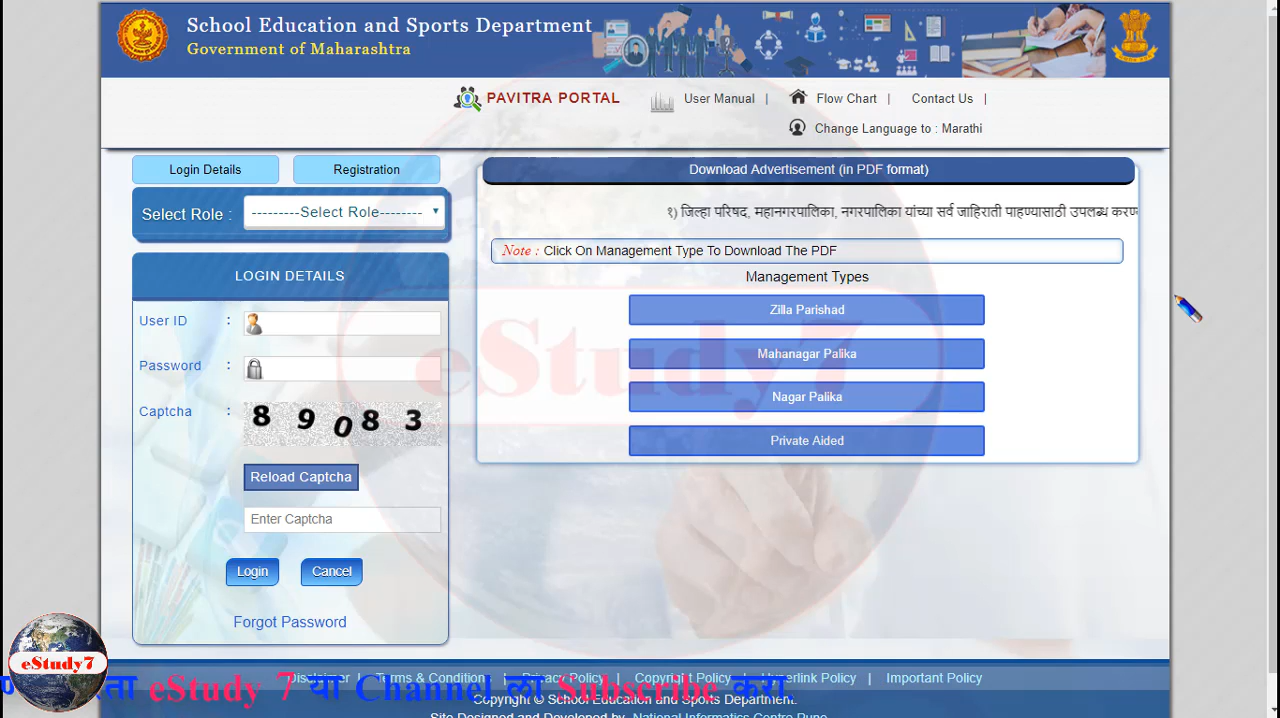 School Education and Sports Department
Government of Maharashtra
PAVITRA PORTAL
User Manual |
Flow Chart |
Contact Us |
Change Language to : Marathi
Login Details
Registration
Select Role :
---------Select Role--------
LOGIN DETAILS
User ID :
Password :
Captcha :
8 9 0 8 3
Reload Captcha
Enter Captcha
Login
Cancel
Forgot Password
Download Advertisement (in PDF format)
१) जिल्हा परिषद, महानगरपालिका, नगरपालिका यांच्या सर्व जाहिराती पाहण्यासाठी उपलब्ध
Note : Click On Management Type To Download The PDF
Management Types
Zilla Parishad
Mahanagar Palika
Nagar Palika
Private Aided
eStudy7
Disclaimer | Terms & Condition | Privacy Policy | Copyright Policy | Hyperlink Policy | Important Policy
eStudy7
eStudy 7 या Channel ला Subscribe करा.
Copyright © School Education and Sports Department.
Site Designed and Developed by National Informatics Centre Pune